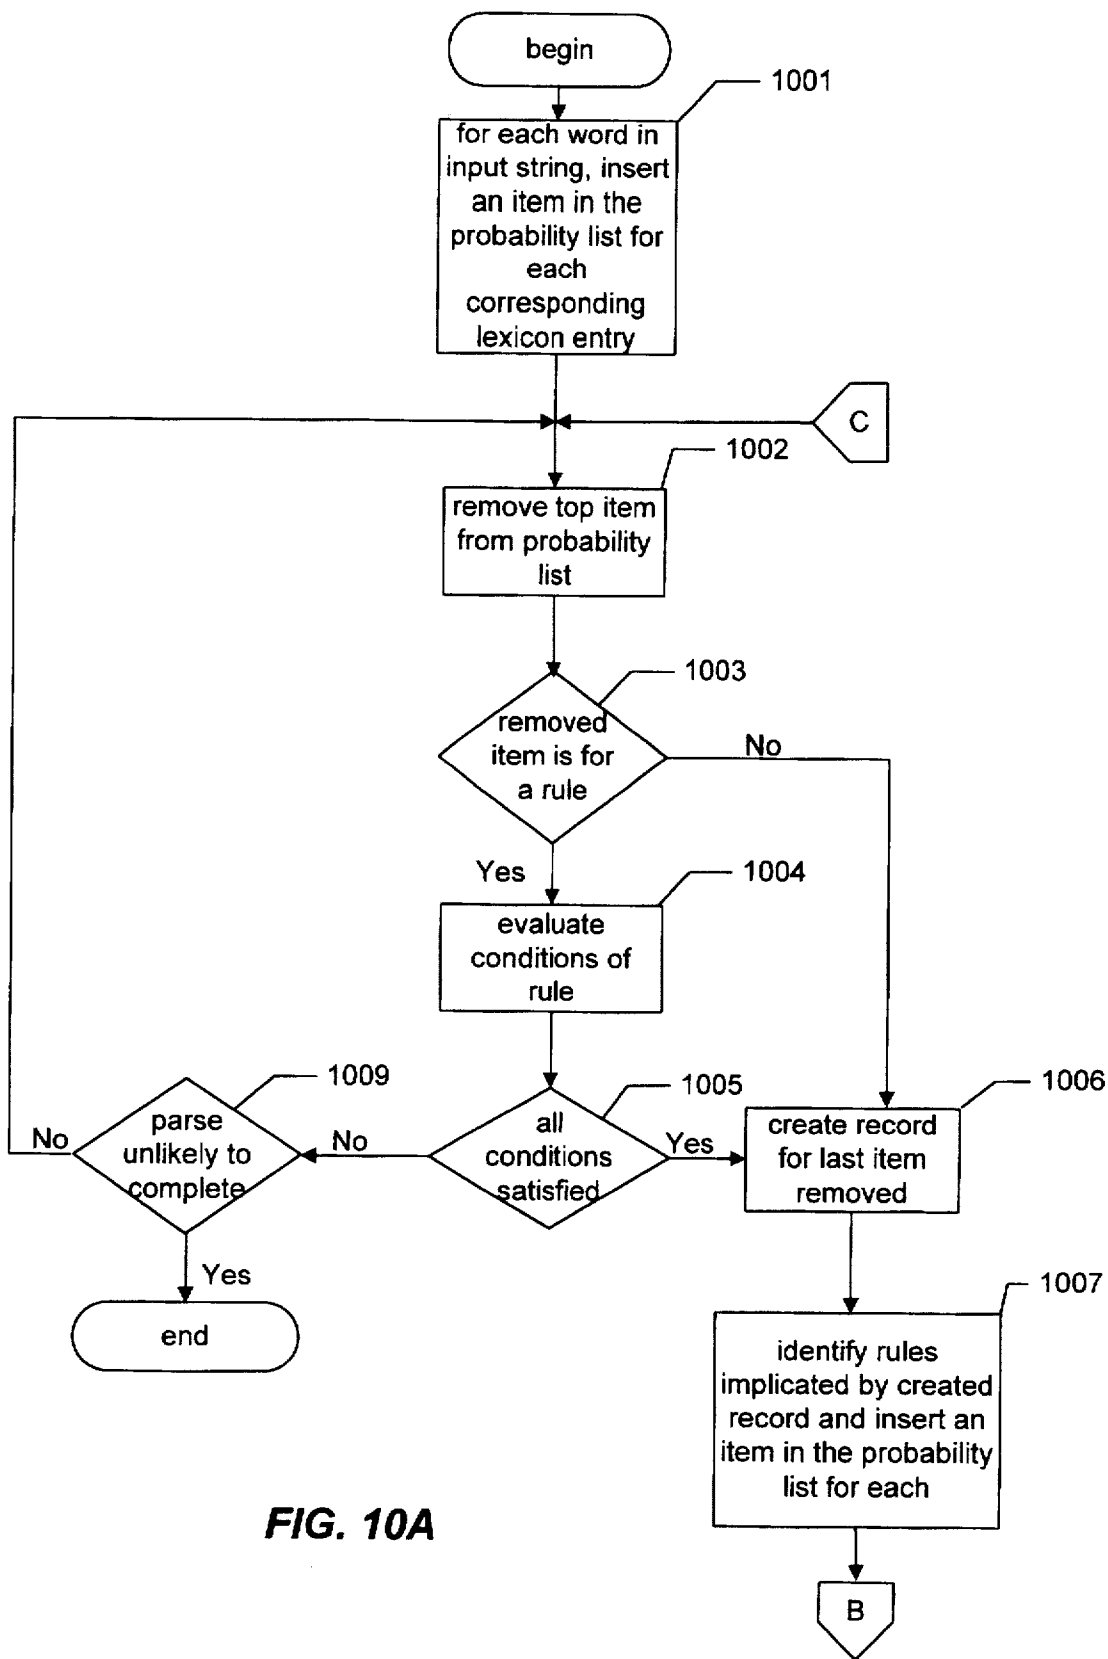 begin
1001
for each word in
input string, insert
an item in the
probability list for
each
corresponding
lexicon entry
C
1002
remove top item
from probability
list
1003
removed
item is for
a rule
No
Yes
1004
evaluate
conditions of
rule
1009
parse
unlikely to
complete
No
No
1005
all
conditions
satisfied
Yes
1006
create record
for last item
removed
Yes
end
1007
identify rules
implicated by created
record and insert an
item in the probability
list for each
FIG. 10A
B